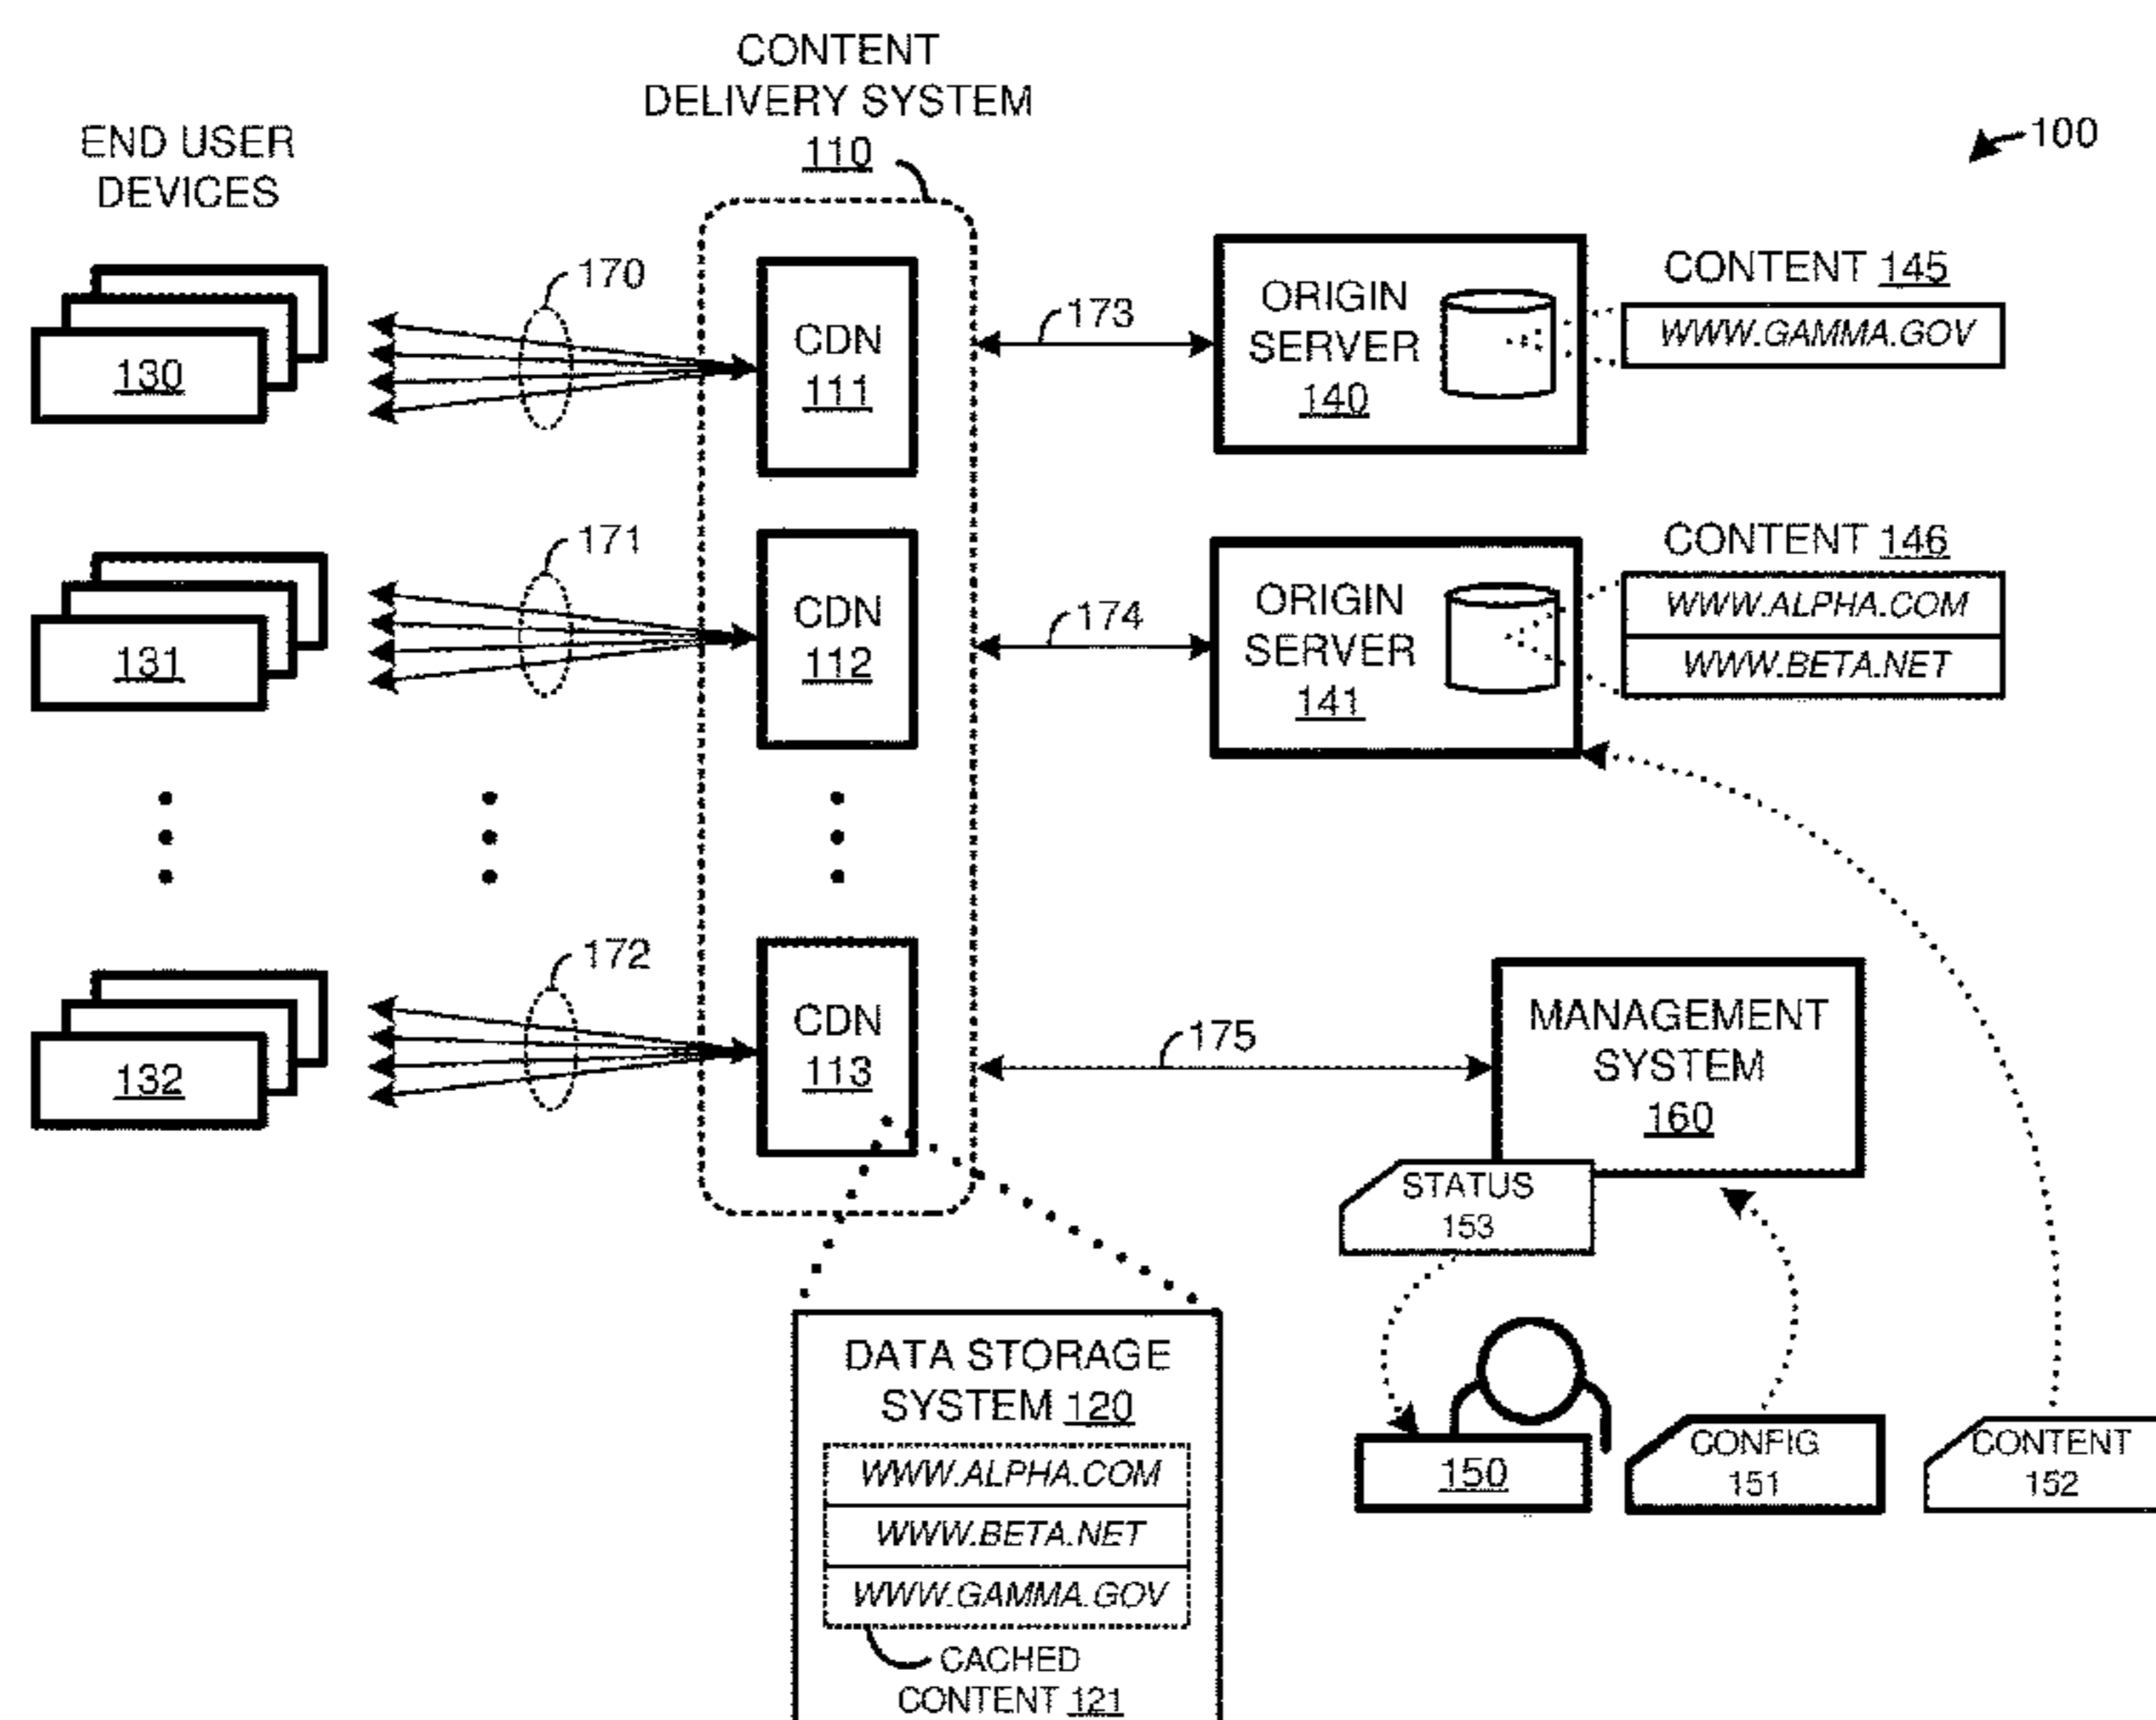 CONTENT
DELIVERY SYSTEM
110
100
END USER
DEVICES
130
170
CDN
111
173
ORIGIN
SERVER
140
CONTENT 145
WWW.GAMMA.GOV
131
171
CDN
112
174
ORIGIN
SERVER
141
CONTENT 146
WWW.ALPHA.COM
WWW.BETA.NET
132
172
CDN
113
175
MANAGEMENT
SYSTEM
160
STATUS
153
150
CONFIG
151
CONTENT
152
DATA STORAGE
SYSTEM 120
WWW.ALPHA.COM
WWW.BETA.NET
WWW.GAMMA.GOV
CACHED
CONTENT 121